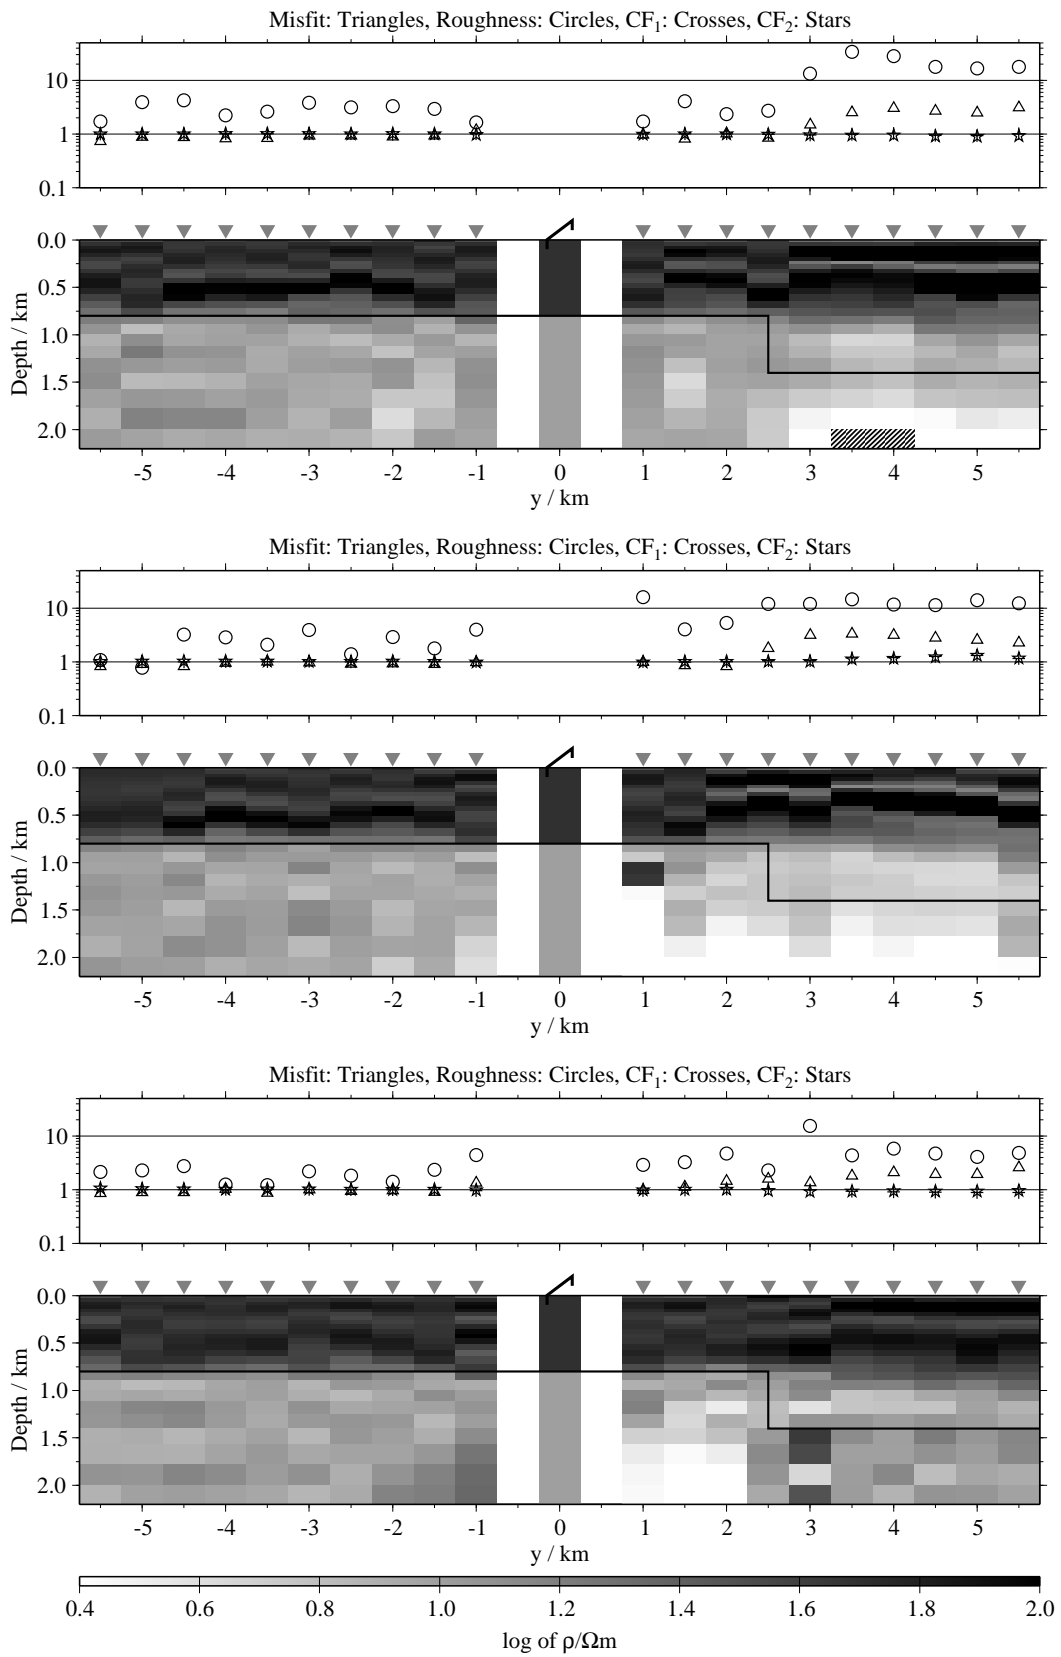 Misfit: Triangles, Roughness: Circles, CF₁: Crosses, CF₂: Stars
10
1
0.1
0.0
0.5
1.0
1.5
2.0
Depth / km
-5 -4 -3 -2 -1 0 1 2 3 4 5
y / km
Misfit: Triangles, Roughness: Circles, CF₁: Crosses, CF₂: Stars
10
1
0.1
0.0
0.5
1.0
1.5
2.0
Depth / km
-5 -4 -3 -2 -1 0 1 2 3 4 5
y / km
Misfit: Triangles, Roughness: Circles, CF₁: Crosses, CF₂: Stars
10
1
0.1
0.0
0.5
1.0
1.5
2.0
Depth / km
-5 -4 -3 -2 -1 0 1 2 3 4 5
y / km
0.4 0.6 0.8 1.0 1.2 1.4 1.6 1.8 2.0
log of ρ/Ωm